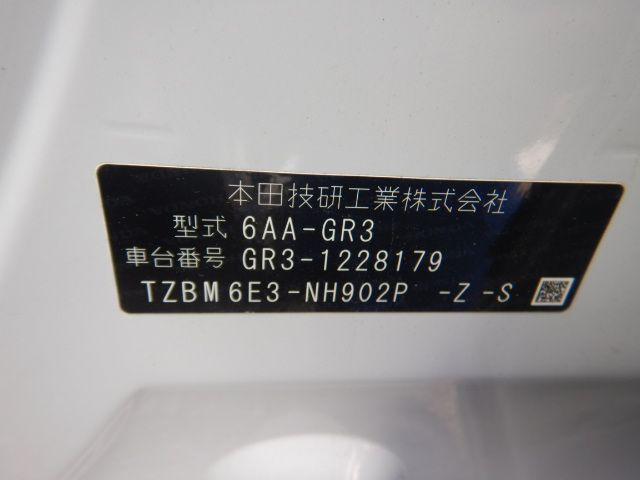 本田技研工業株式会社
型式 6AA-GR3
車台番号 GR3-1228179
TZBM6E3-NH902P -Z -S